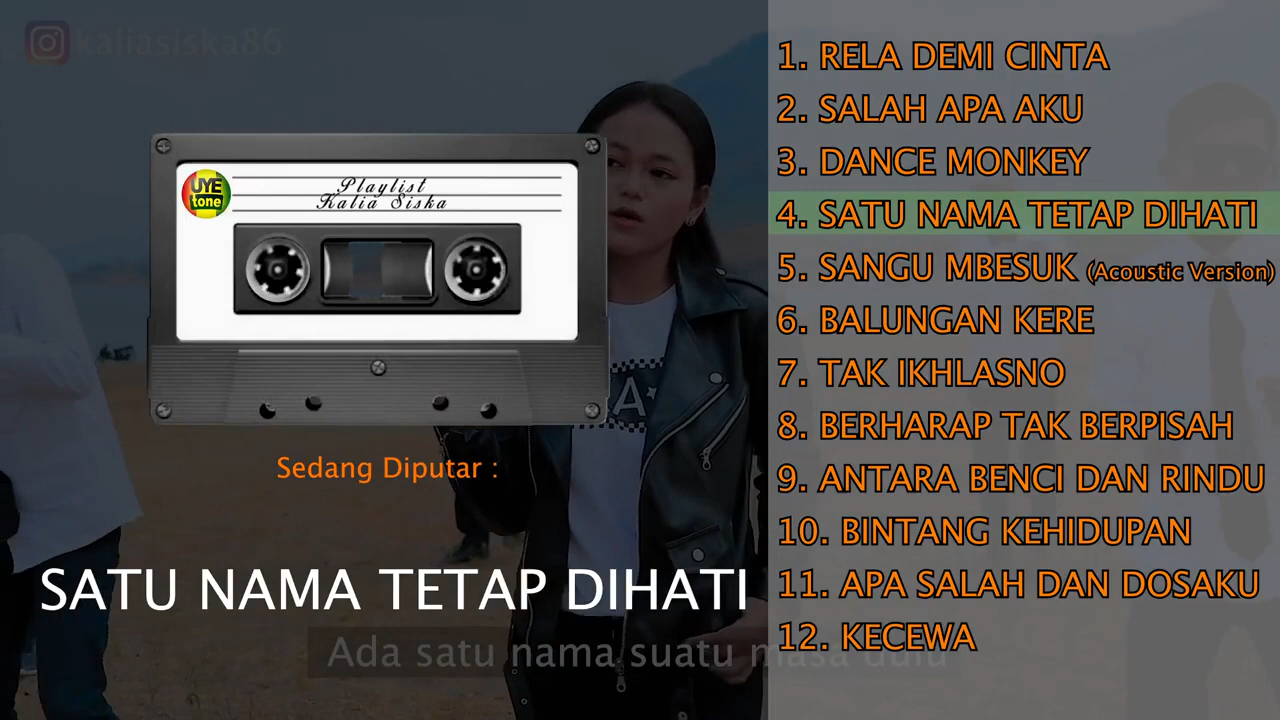 kaliasiska86
UYE
tone
Playlist
Kalia Siska
Sedang Diputar :
SATU NAMA TETAP DIHATI
Ada satu nama suatu masa dulu
1. RELA DEMI CINTA
2. SALAH APA AKU
3. DANCE MONKEY
4. SATU NAMA TETAP DIHATI
5. SANGU MBESUK (Acoustic Version)
6. BALUNGAN KERE
7. TAK IKHLASNO
8. BERHARAP TAK BERPISAH
9. ANTARA BENCI DAN RINDU
10. BINTANG KEHIDUPAN
11. APA SALAH DAN DOSAKU
12. KECEWA